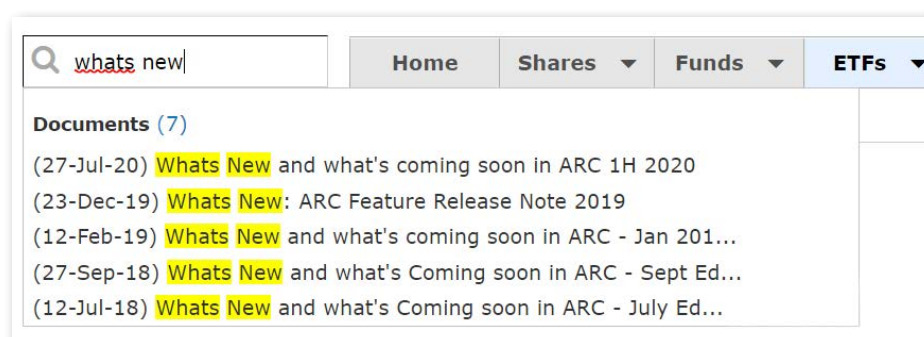 whats new
Home Shares Funds ETFs
Documents (7)
(27-Jul-20) Whats New and what's coming soon in ARC 1H 2020
(23-Dec-19) Whats New: ARC Feature Release Note 2019
(12-Feb-19) Whats New and what's coming soon in ARC - Jan 201...
(27-Sep-18) Whats New and what's Coming soon in ARC - Sept Ed...
(12-Jul-18) Whats New and what's Coming soon in ARC - July Ed...